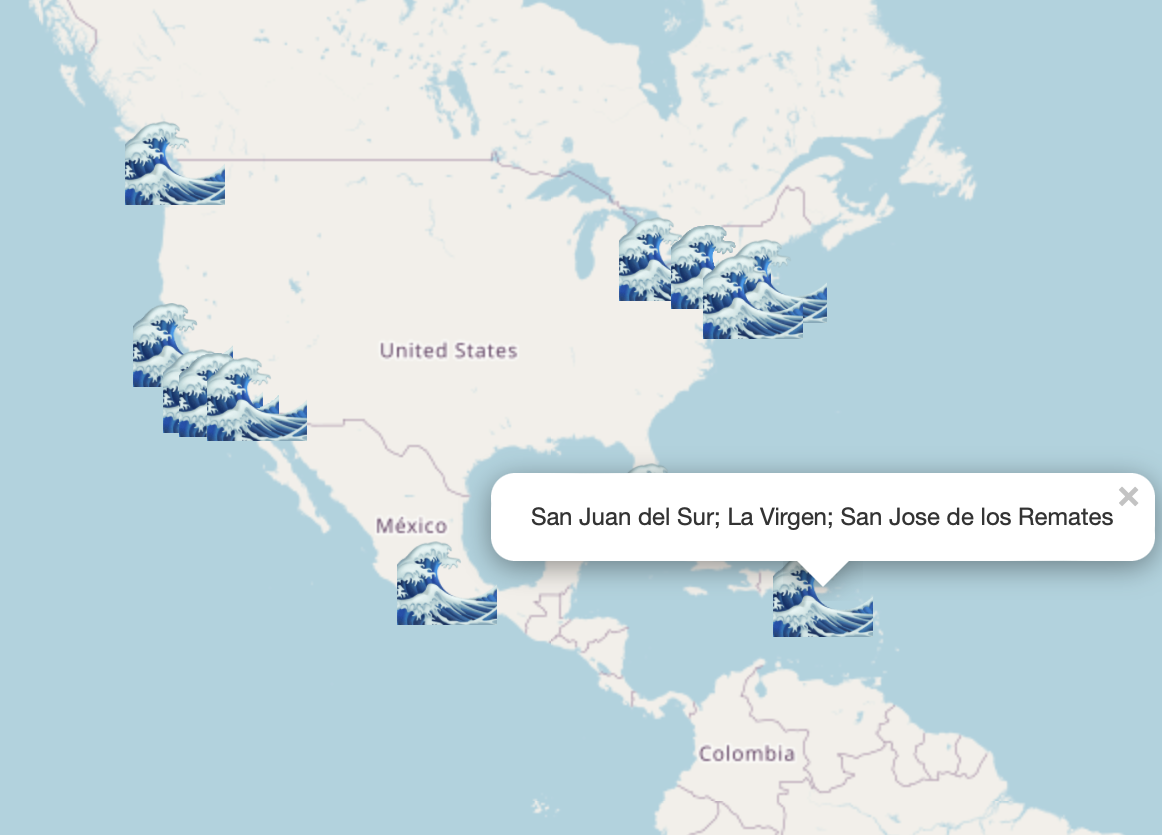 United States
San Juan del Sur; La Virgen; San Jose de los Remates
×
México
Colombia